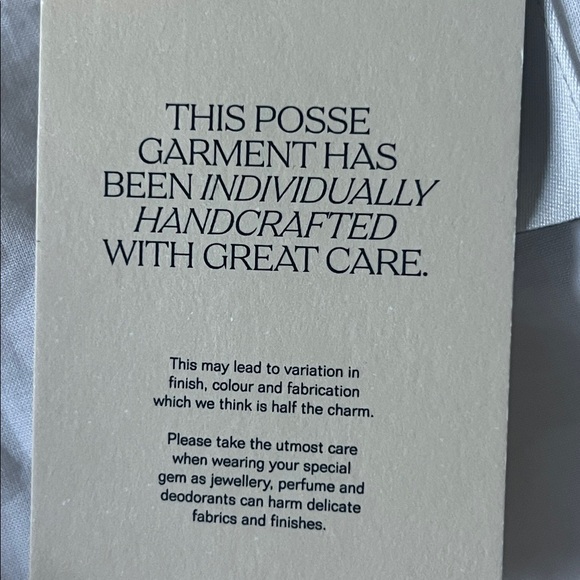 THIS POSSE
GARMENT HAS
BEEN INDIVIDUALLY
HANDCRAFTED
WITH GREAT CARE.
This may lead to variation in
finish, colour and fabrication
which we think is half the charm.
Please take the utmost care
when wearing your special
gem as jewellery, perfume and
deodorants can harm delicate
fabrics and finishes.